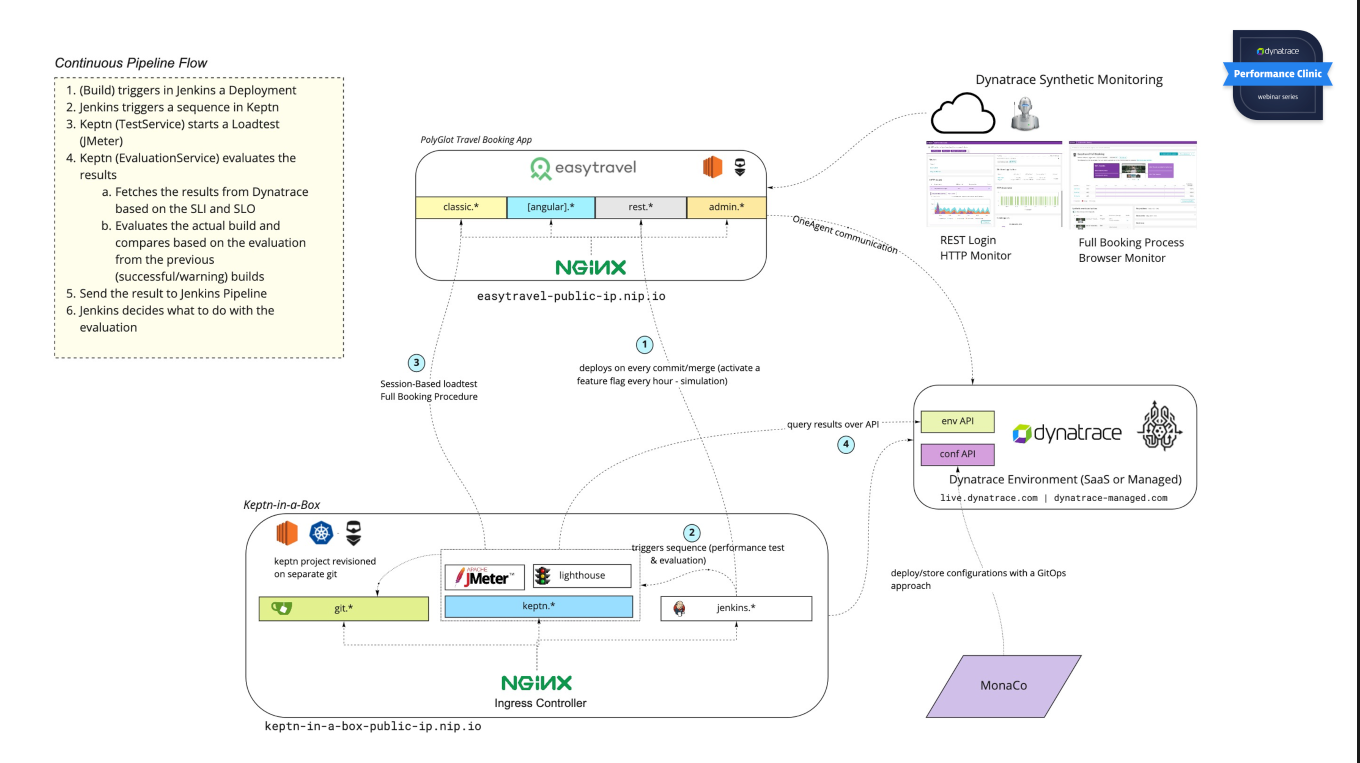 dynatrace
Performance Clinic
webinar series
Continuous Pipeline Flow
1. (Build) triggers in Jenkins a Deployment
2. Jenkins triggers a sequence in Keptn
3. Keptn (TestService) starts a Loadtest
(JMeter)
4. Keptn (EvaluationService) evaluates the
results
a. Fetches the results from Dynatrace
based on the SLI and SLO
b. Evaluates the actual build and
compares based on the evaluation
from the previous
(successful/warning) builds
5. Send the result to Jenkins Pipeline
6. Jenkins decides what to do with the
evaluation
Dynatrace Synthetic Monitoring
REST Login
HTTP Monitor
Full Booking Process
Browser Monitor
PolyGlot Travel Booking App
easytravel
classic.*
[angular].*
rest.*
admin.*
NGINX
easytravel-public-ip.nip.io
OneAgent communication
3
Session-Based loadtest
Full Booking Procedure
1
deploys on every commit/merge (activate a
feature flag every hour - simulation)
query results over API
4
env API
conf API
dynatrace
Dynatrace Environment (SaaS or Managed)
live.dynatrace.com | dynatrace-managed.com
Keptn-in-a-Box
keptn project revisioned
on separate git
2
triggers sequence (performance test
& evaluation)
APACHE
JMeter™
lighthouse
git.*
keptn.*
jenkins.*
NGINX
Ingress Controller
keptn-in-a-box-public-ip.nip.io
deploy/store configurations with a GitOps
approach
MonaCo